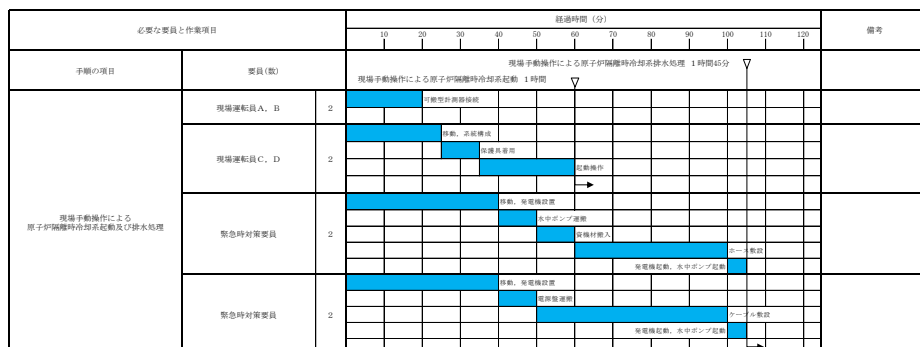 必要な要員と作業項目
経過時間（分）
備考
10 20 30 40 50 60 70 80 90 100 110 120
手順の項目
要員(数)
現場手動操作による原子炉隔離時冷却系排水処理 1時間45分
現場手動操作による原子炉隔離時冷却系起動 1時間
現場手動操作による
原子炉隔離時冷却系起動及び排水処理
現場運転員A，B
2
可搬型計測器接続
現場運転員C，D
2
移動，系統構成
保護具着用
起動操作
緊急時対策要員
2
移動，発電機設置
水中ポンプ運搬
資機材搬入
ホース敷設
発電機起動，水中ポンプ起動
緊急時対策要員
2
移動，発電機設置
電源盤運搬
ケーブル敷設
発電機起動，水中ポンプ起動